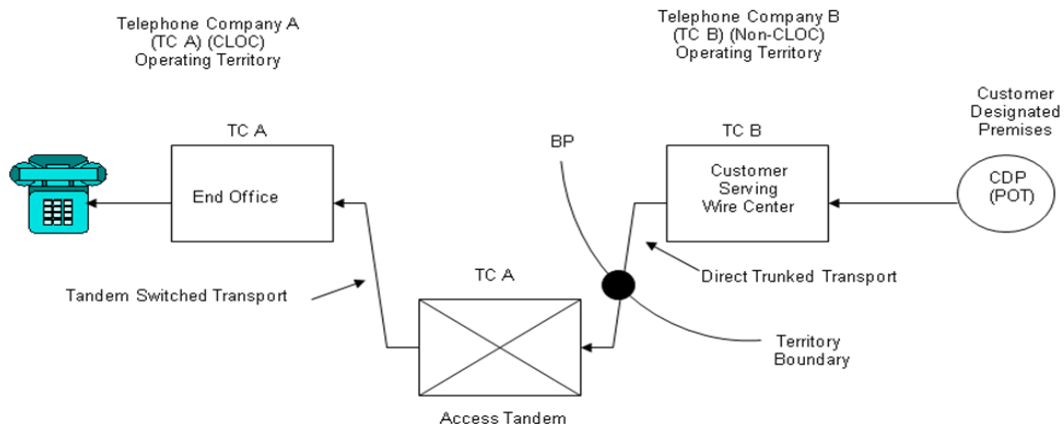 Telephone Company A
(TC A) (CLOC)
Operating Territory
Telephone Company B
(TC B) (Non-CLOC)
Operating Territory
Customer
Designated
Premises
TC A
BP
TC B
End Office
Customer
Serving
Wire Center
CDP
(POT)
Tandem Switched Transport
TC A
Direct Trunked Transport
Territory
Boundary
Access Tandem